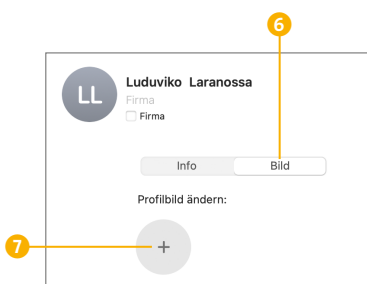 6
LL
Luduviko Laranossa
Firma
Firma
Info Bild
Profilbild ändern:
7 +